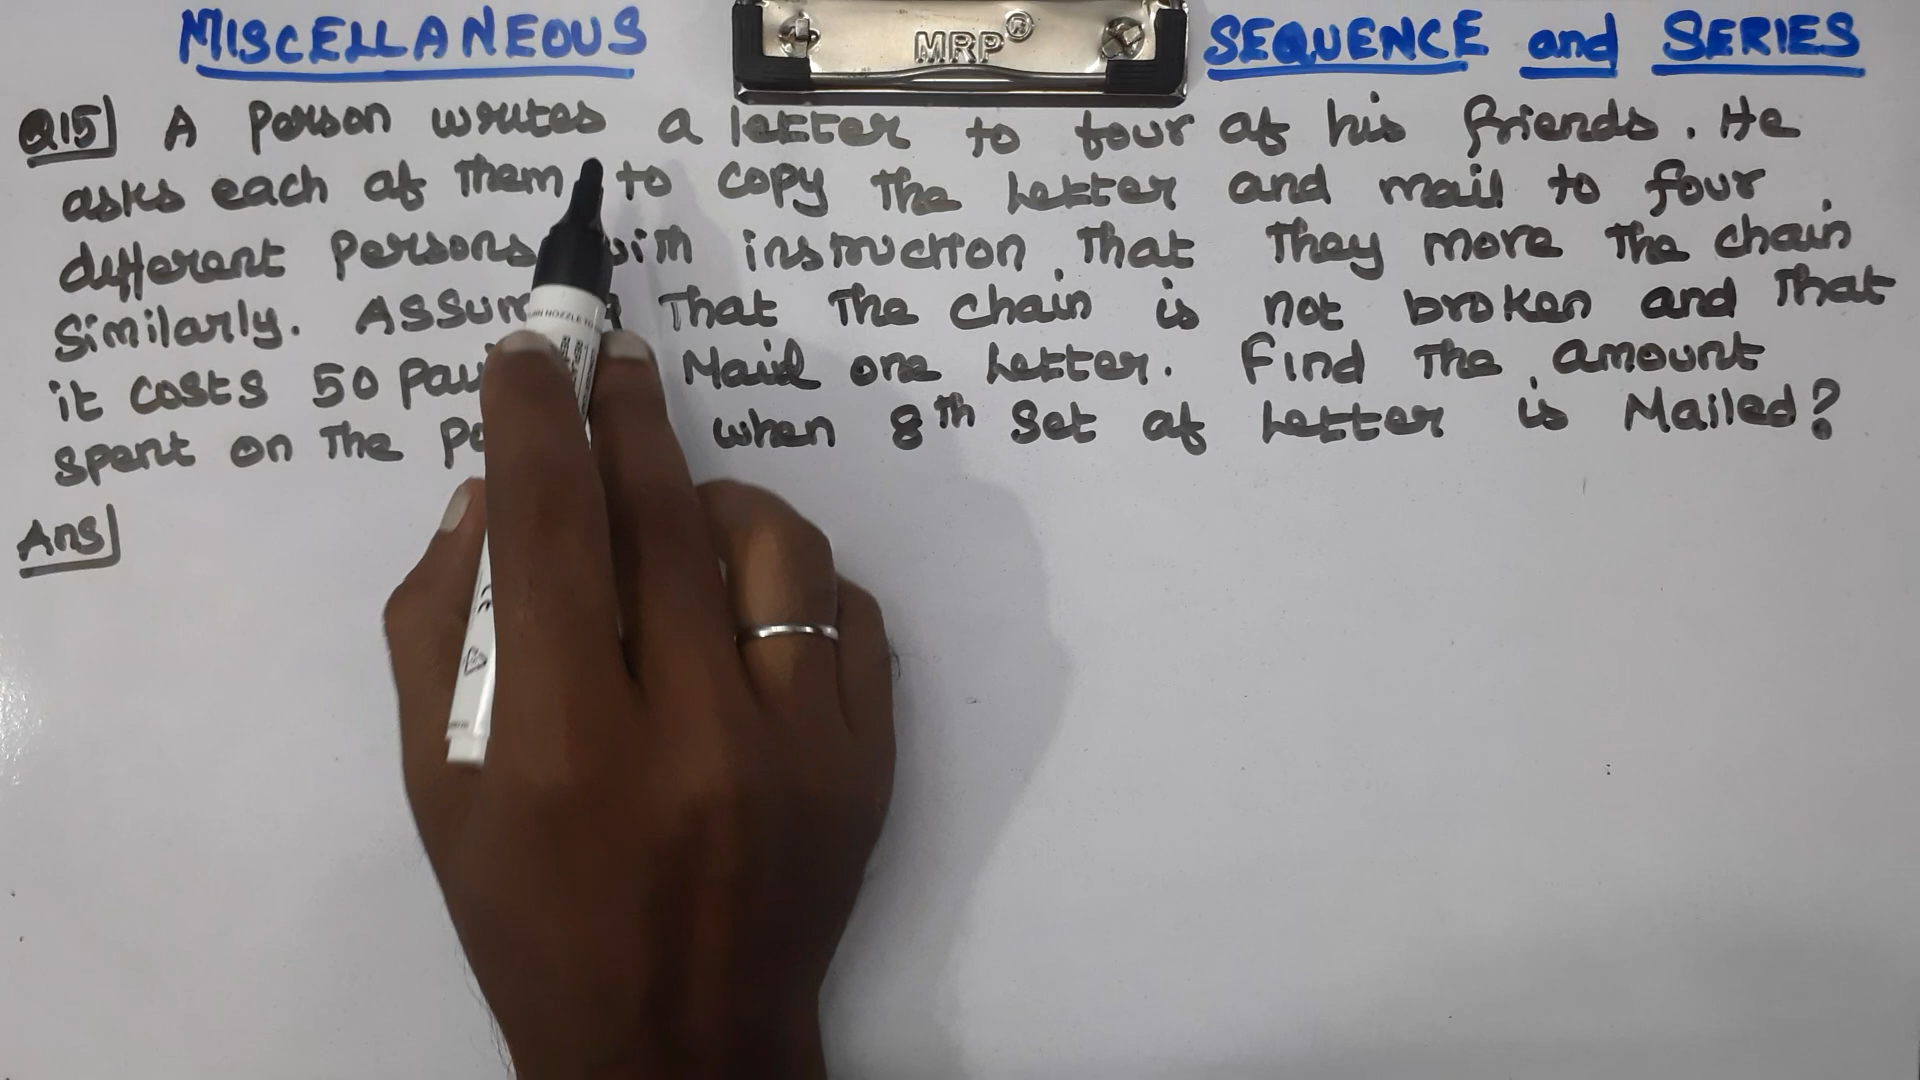 MISCELLANEOUS
MRP®
SEQUENCE and SERIES
Q15] A Person writes a letter to four of his friends. He
asks each of them to copy the letter and mail to four
different Persons with instruction that they more the chain
Similarly. Assum that the chain is not broken and that
it costs 50 Mail one letter. Find the amount
spent on the when 8th Set of letter is Mailed?
Ans]